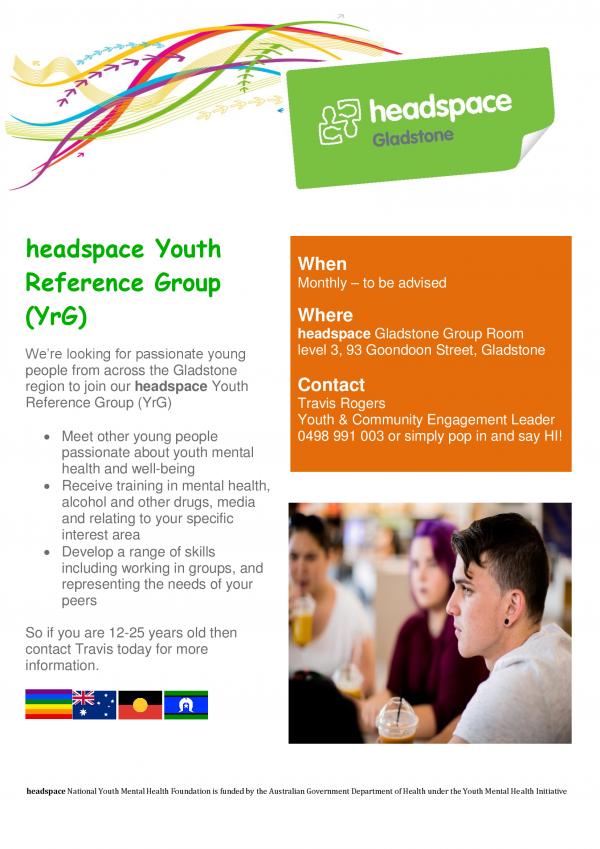 headspace
Gladstone
headspace Youth
Reference Group
(YrG)
We're looking for passionate young
people from across the Gladstone
region to join our headspace Youth
Reference Group (YrG)
• Meet other young people
passionate about youth mental
health and well-being
• Receive training in mental health,
alcohol and other drugs, media
and relating to your specific
interest area
• Develop a range of skills
including working in groups, and
representing the needs of your
peers
So if you are 12-25 years old then
contact Travis today for more
information.
When
Monthly – to be advised
Where
headspace Gladstone Group Room
level 3, 93 Goondoon Street, Gladstone
Contact
Travis Rogers
Youth & Community Engagement Leader
0498 991 003 or simply pop in and say HI!
headspace National Youth Mental Health Foundation is funded by the Australian Government Department of Health under the Youth Mental Health Initiative